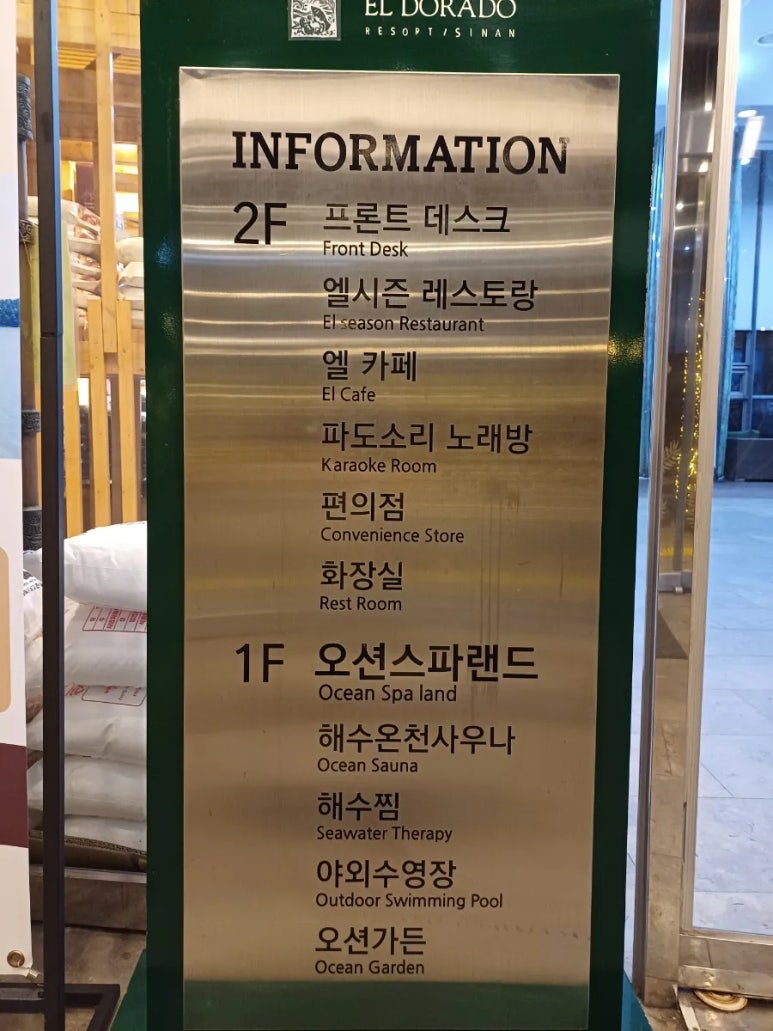 EL DORADO
RESORT/SINAN
INFORMATION
2F 프론트 데스크
Front Desk
엘시즌 레스토랑
El season Restaurant
엘 카페
El Cafe
파도소리 노래방
Karaoke Room
편의점
Convenience Store
화장실
Rest Room
1F 오션스파랜드
Ocean Spa land
해수온천사우나
Ocean Sauna
해수찜
Seawater Therapy
야외수영장
Outdoor Swimming Pool
오션가든
Ocean Garden